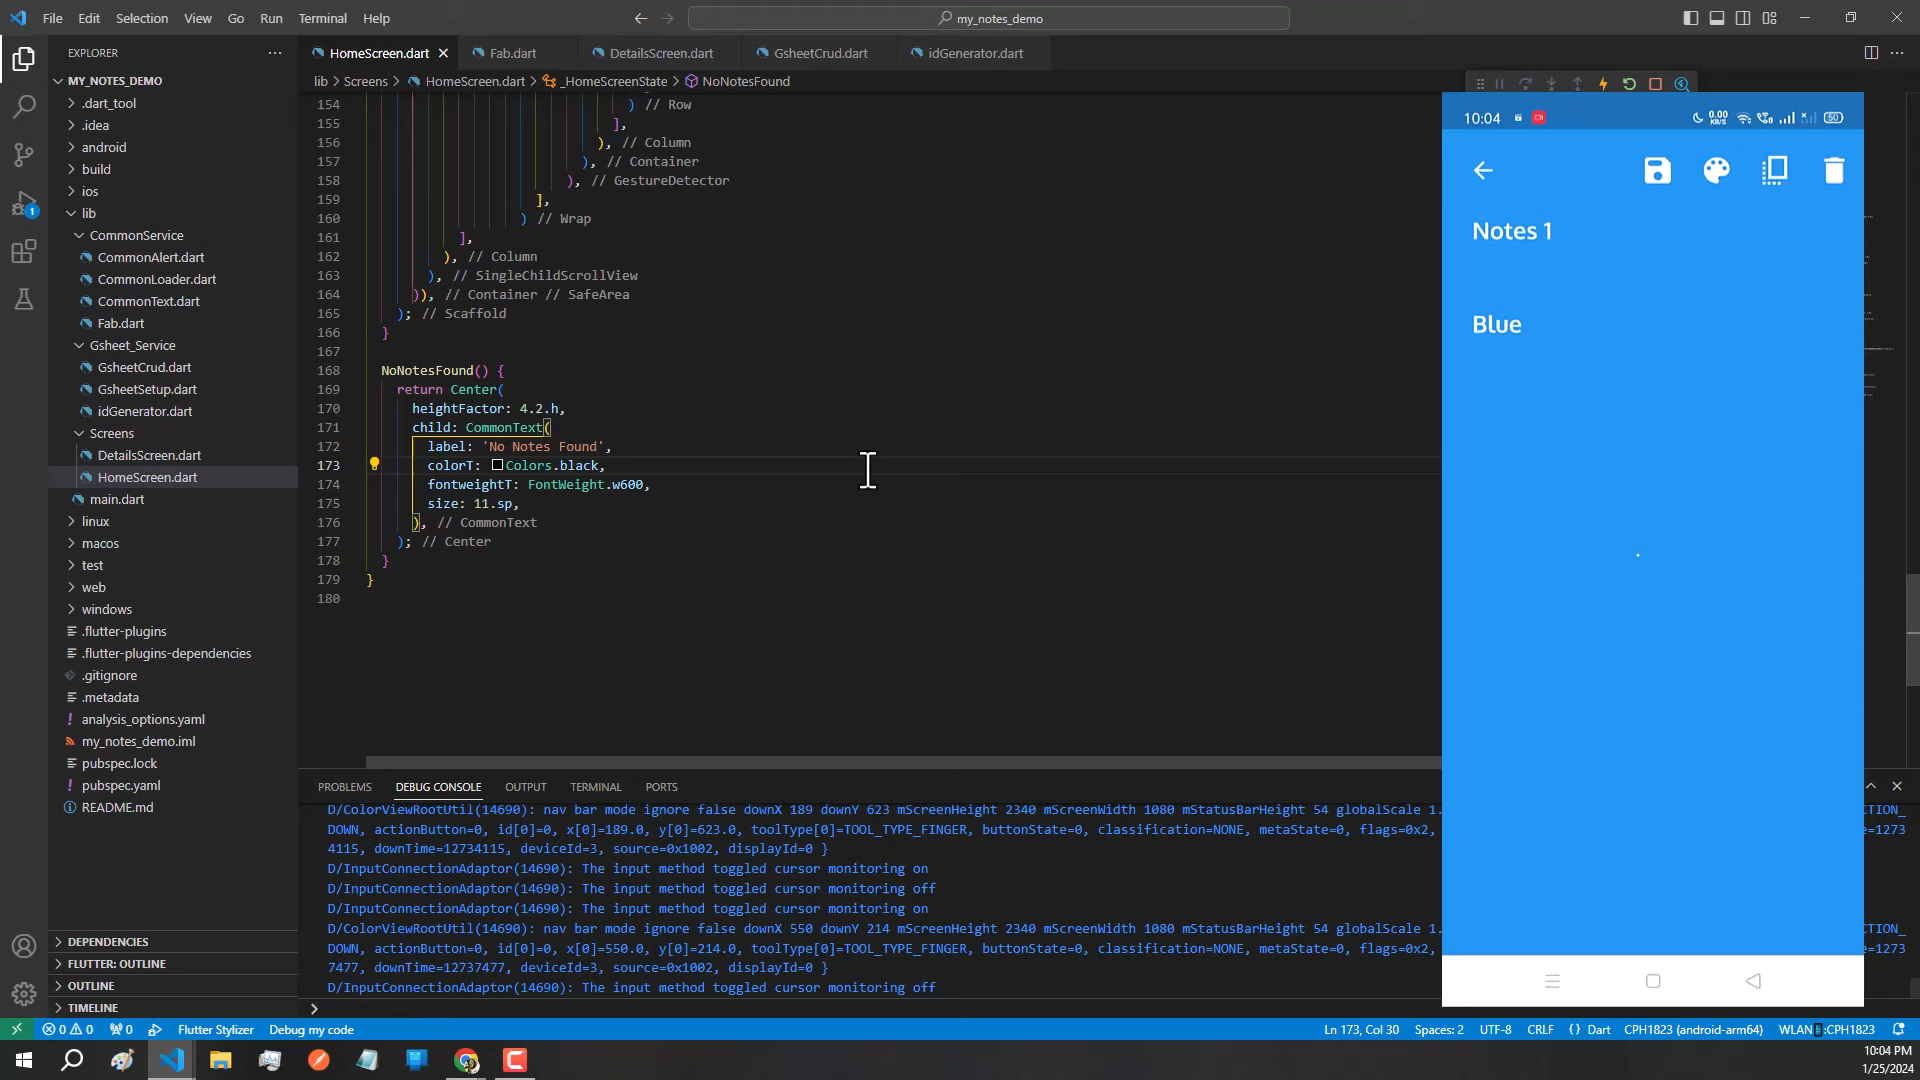 File Edit Selection View Go Run Terminal Help
my_notes_demo
EXPLORER
HomeScreen.dart
Fab.dart
DetailsScreen.dart
GsheetCrud.dart
idGenerator.dart
lib > Screens > HomeScreen.dart > _HomeScreenState > NoNotesFound
MY_NOTES_DEMO
.dart_tool
.idea
android
build
ios
lib
CommonService
CommonAlert.dart
CommonLoader.dart
CommonText.dart
Fab.dart
Gsheet_Service
GsheetCrud.dart
GsheetSetup.dart
idGenerator.dart
Screens
DetailsScreen.dart
HomeScreen.dart
main.dart
linux
macos
test
web
windows
.flutter-plugins
.flutter-plugins-dependencies
.gitignore
.metadata
analysis_options.yaml
my_notes_demo.iml
pubspec.lock
pubspec.yaml
README.md
DEPENDENCIES
FLUTTER: OUTLINE
OUTLINE
TIMELINE
154 ) // Row
155 ],
156 ), // Column
157 ), // Container
158 ), // GestureDetector
159 ],
160 ) // Wrap
161 ],
162 ), // Column
163 ), // SingleChildScrollView
164 )), // Container // SafeArea
165 ); // Scaffold
166 }
167
168 NoNotesFound() {
169 return Center(
170 heightFactor: 4.2.h,
171 child: CommonText(
172 label: 'No Notes Found',
173 colorT: Colors.black,
174 fontweightT: FontWeight.w600,
175 size: 11.sp,
176 ), // CommonText
177 ); // Center
178 }
179 }
180
10:04
0.00 KB/S
50
Notes 1
Blue
PROBLEMS DEBUG CONSOLE OUTPUT TERMINAL PORTS
D/ColorViewRootUtil(14690): nav bar mode ignore false downX 189 downY 623 mScreenHeight 2340 mScreenWidth 1080 mStatusBarHeight 54 globalScale 1. CTION_
DOWN, actionButton=0, id[0]=0, x[0]=189.0, y[0]=623.0, toolType[0]=TOOL_TYPE_FINGER, buttonState=0, classification=NONE, metaState=0, flags=0x2, =1273
4115, downTime=12734115, deviceId=3, source=0x1002, displayId=0 }
D/InputConnectionAdaptor(14690): The input method toggled cursor monitoring on
D/InputConnectionAdaptor(14690): The input method toggled cursor monitoring off
D/InputConnectionAdaptor(14690): The input method toggled cursor monitoring on
D/ColorViewRootUtil(14690): nav bar mode ignore false downX 550 downY 214 mScreenHeight 2340 mScreenWidth 1080 mStatusBarHeight 54 globalScale 1. CTION_
DOWN, actionButton=0, id[0]=0, x[0]=550.0, y[0]=214.0, toolType[0]=TOOL_TYPE_FINGER, buttonState=0, classification=NONE, metaState=0, flags=0x2, =1273
7477, downTime=12737477, deviceId=3, source=0x1002, displayId=0 }
D/InputConnectionAdaptor(14690): The input method toggled cursor monitoring off
0 0 0 Flutter Stylizer Debug my code Ln 173, Col 30 Spaces: 2 UTF-8 CRLF {} Dart CPH1823 (android-arm64) WLAN :CPH1823
10:04 PM
1/25/2024